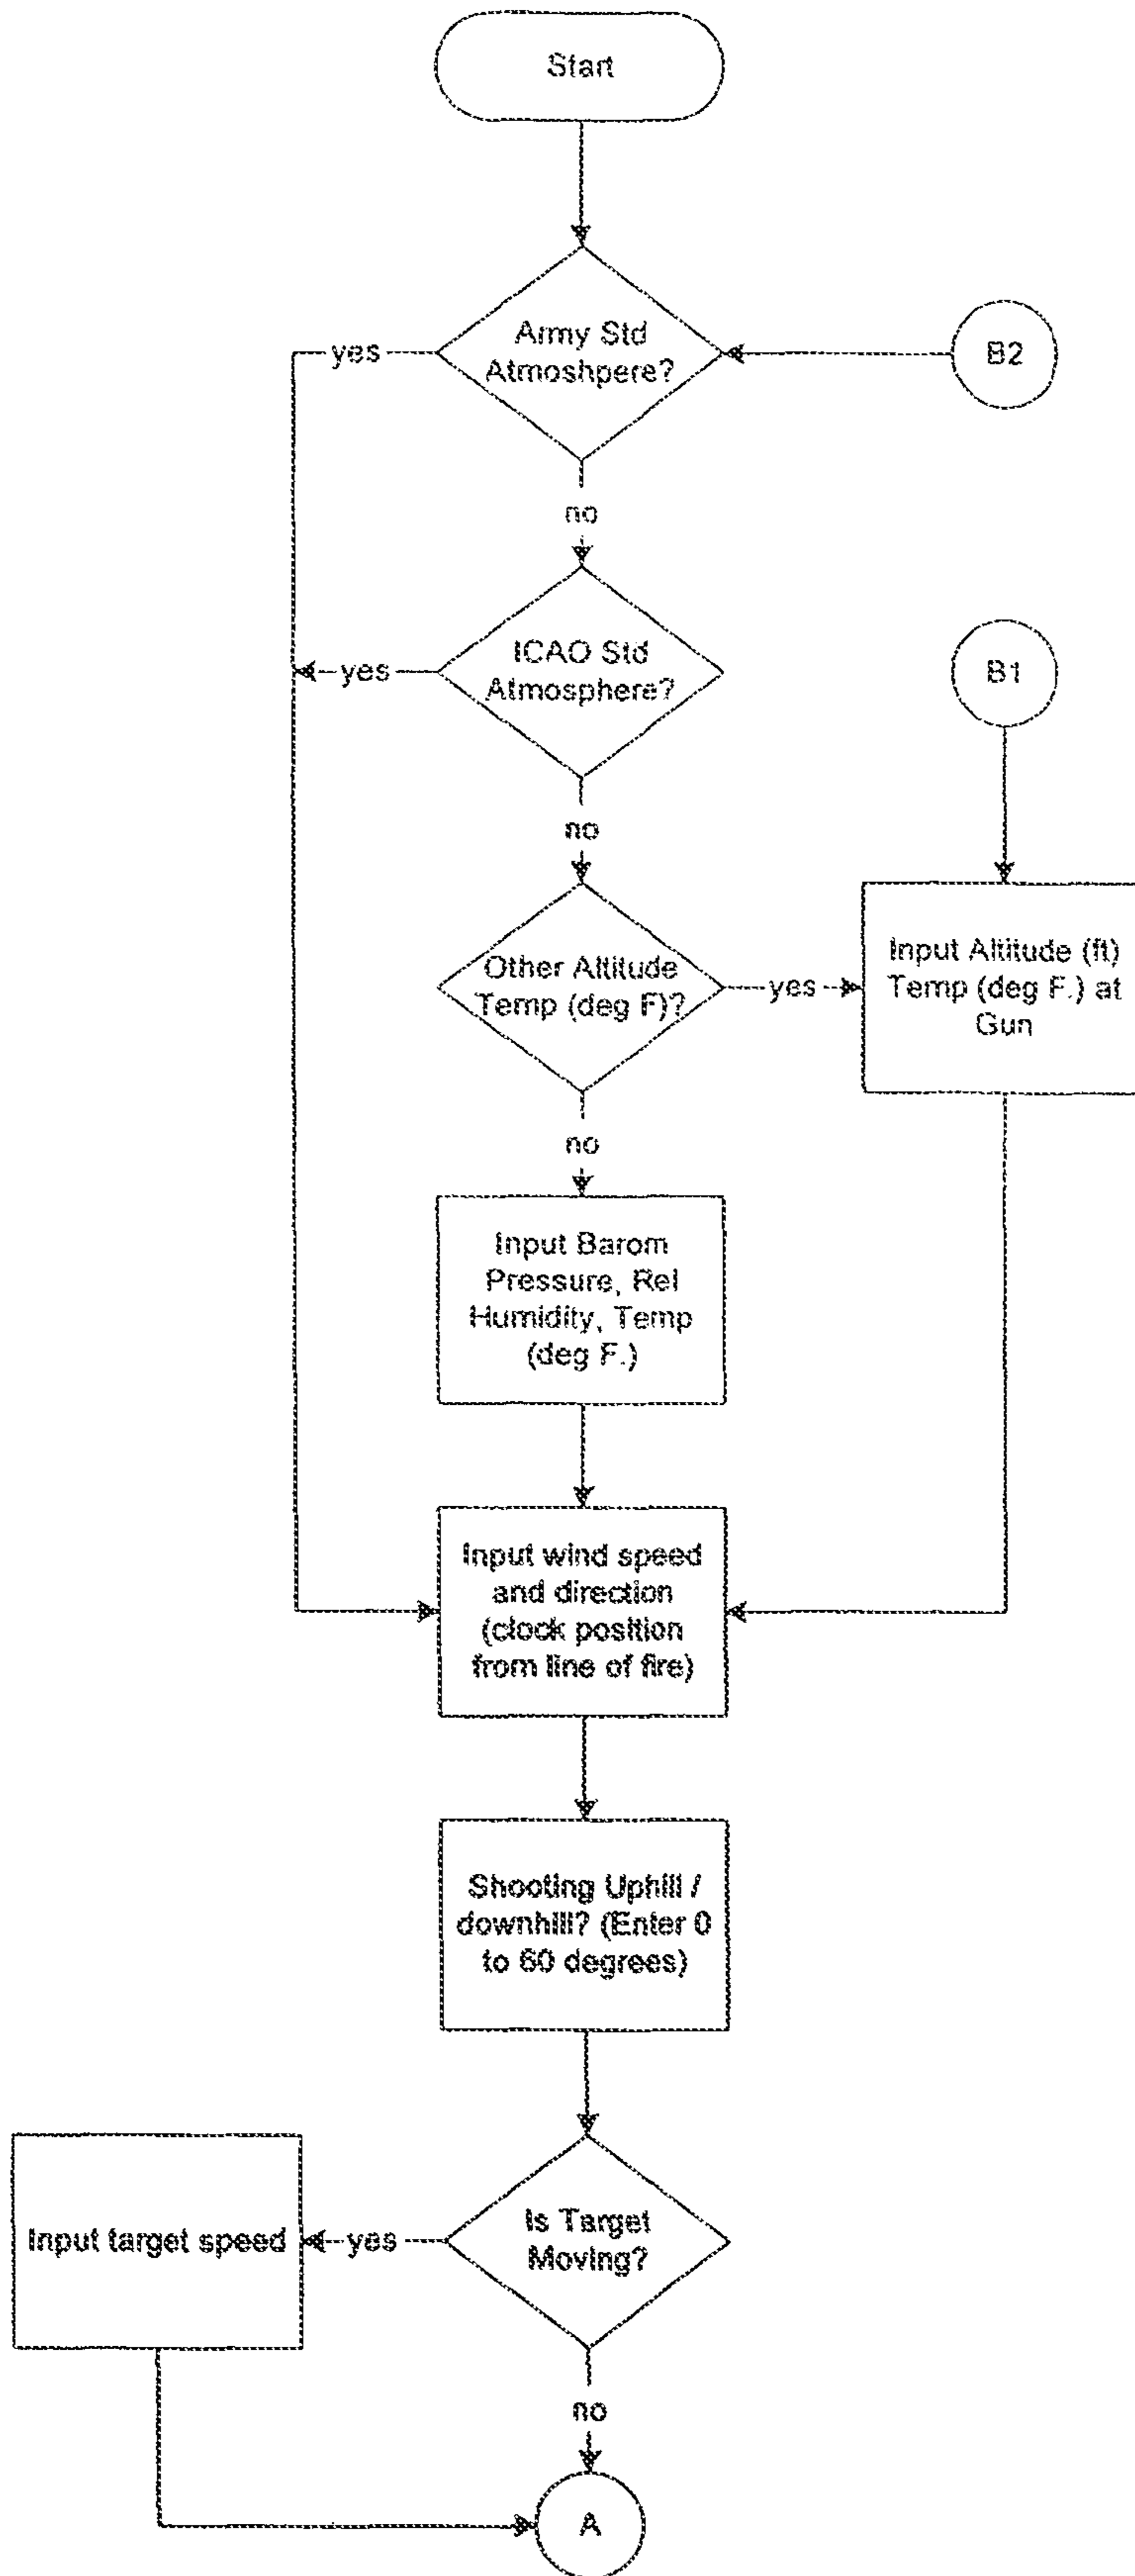 Start
Army Std
Atmoshpere?
yes
B2
no
ICAO Std
Atmosphere?
yes
B1
no
Other Altitude
Temp (deg F)?
yes
Input Altitude (ft)
Temp (deg F.) at
Gun
no
Input Barom
Pressure, Rel
Humidity, Temp
(deg F.)
Input wind speed
and direction
(clock position
from line of fire)
Shooting Uphill /
downhill? (Enter 0
to 60 degrees)
Is Target
Moving?
yes
Input target speed
no
A